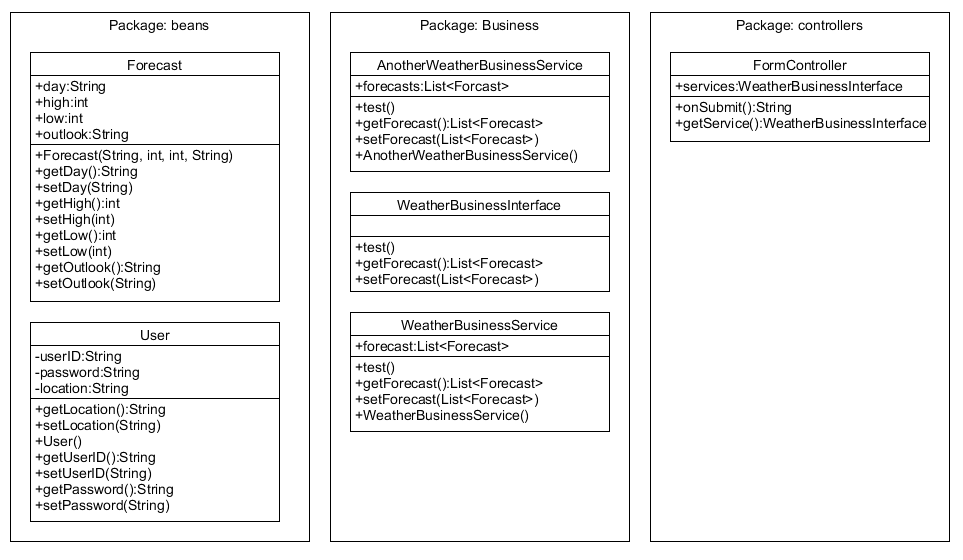 Package: beans
Forecast
+day:String
+high:int
+low:int
+outlook:String
+Forecast(String, int, int, String)
+getDay():String
+setDay(String)
+getHigh():int
+setHigh(int)
+getLow():int
+setLow(int)
+getOutlook():String
+setOutlook(String)
User
-userID:String
-password:String
-location:String
+getLocation():String
+setLocation(String)
+User()
+getUserID():String
+setUserID(String)
+getPassword():String
+setPassword(String)
Package: Business
AnotherWeatherBusinessService
+forecasts:List<Forcast>
+test()
+getForecast():List<Forecast>
+setForecast(List<Forecast>)
+AnotherWeatherBusinessService()
WeatherBusinessInterface
+test()
+getForecast():List<Forecast>
+setForecast(List<Forecast>)
WeatherBusinessService
+forecast:List<Forecast>
+test()
+getForecast():List<Forecast>
+setForecast(List<Forecast>)
+WeatherBusinessService()
Package: controllers
FormController
+services:WeatherBusinessInterface
+onSubmit():String
+getService():WeatherBusinessInterface